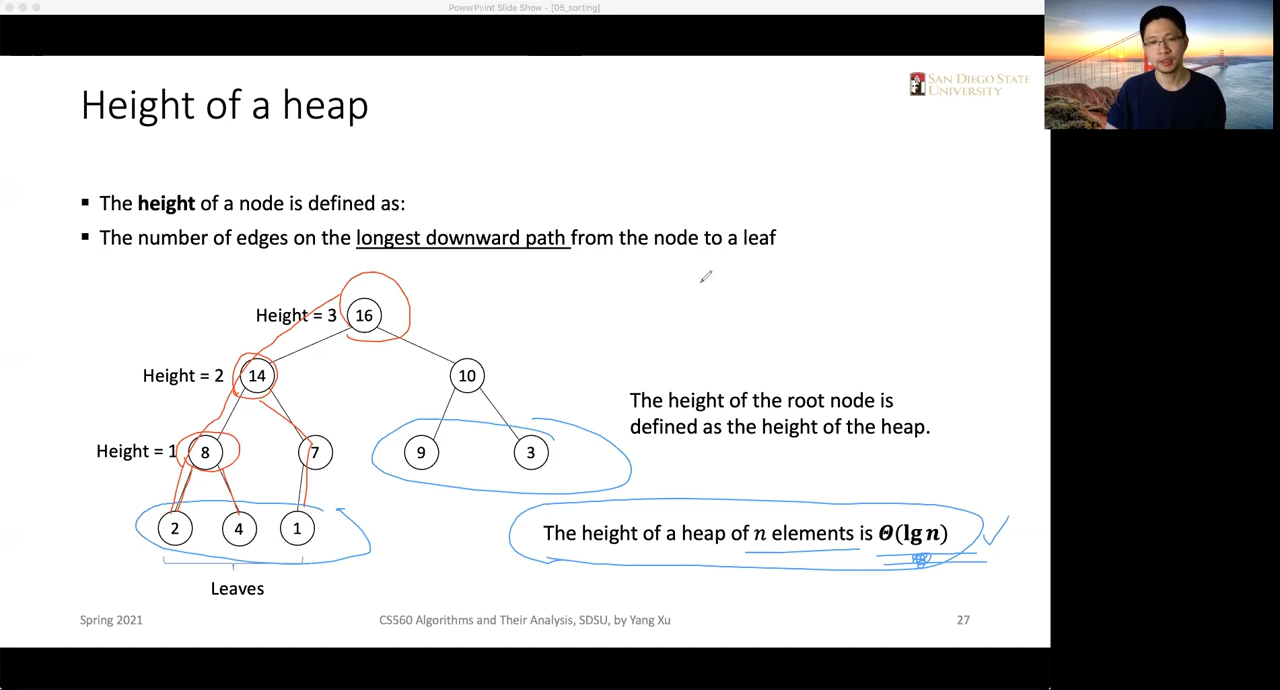 PowerPoint Slide Show - [05_sorting]
SAN DIEGO STATE
UNIVERSITY
Height of a heap
▪ The height of a node is defined as:
▪ The number of edges on the longest downward path from the node to a leaf
Height = 3 16
Height = 2 14 10
The height of the root node is
defined as the height of the heap.
Height = 1 8 7 9 3
2 4 1
The height of a heap of n elements is Θ(lg n)
Leaves
Spring 2021 CS560 Algorithms and Their Analysis, SDSU, by Yang Xu 27